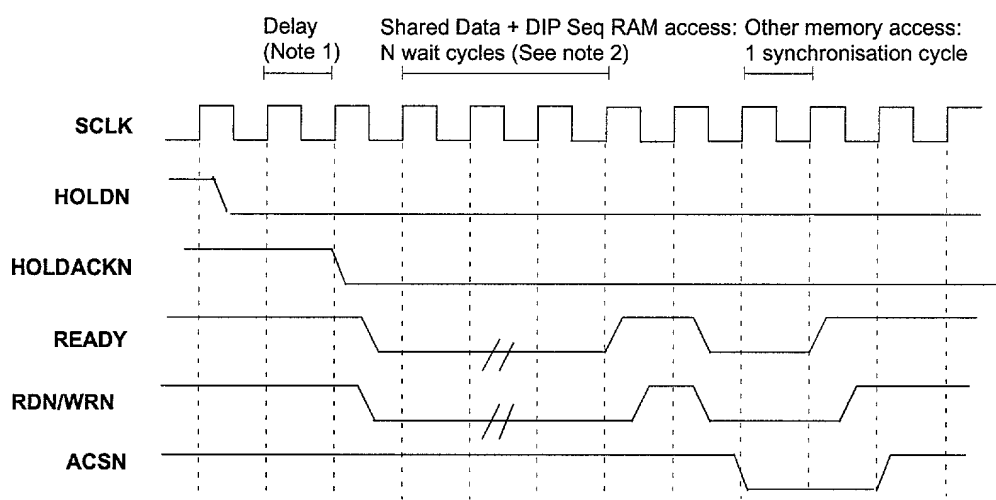 Delay
(Note 1)
Shared Data + DIP Seq RAM access:
N wait cycles (See note 2)
Other memory access:
1 synchronisation cycle
SCLK
HOLDN
HOLDACKN
READY
RDN/WRN
ACSN